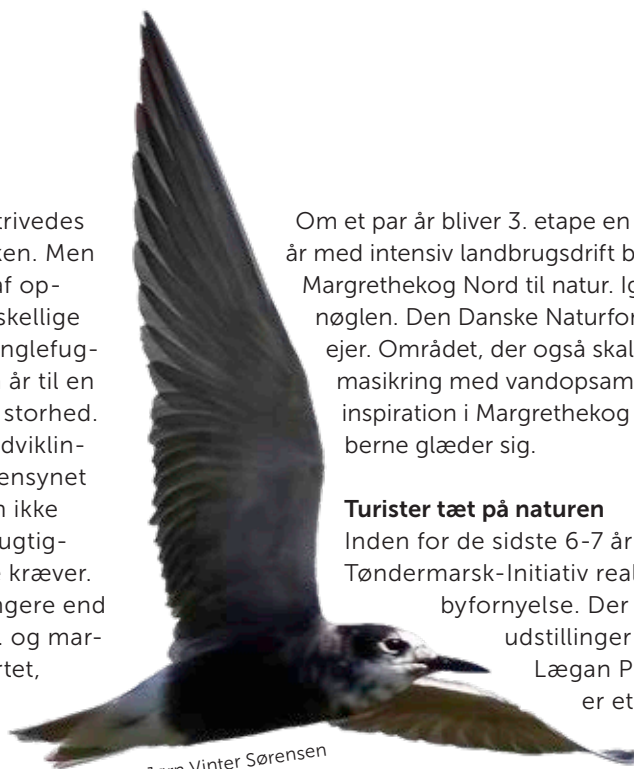 trivedes
ken. Men
af op-
skellige
nglefug-
år til en
storhed.
dviklin-
ensynet
n ikke
ugtig-
e kræver.
ngere end
. og mar-
rtet,
Om et par år bliver 3. etape en
år med intensiv landbrugsdrift b
Margrethekog Nord til natur. Ig
nøglen. Den Danske Naturfor
ejer. Området, der også skal
masikring med vandopsam
inspiration i Margrethekog
berne glæder sig.
Turister tæt på naturen
Inden for de sidste 6-7 år
Tøndermarsk-Initiativ real
byfornyelse. Der
udstillinger
Lægan P
er et
Vinter Sørensen